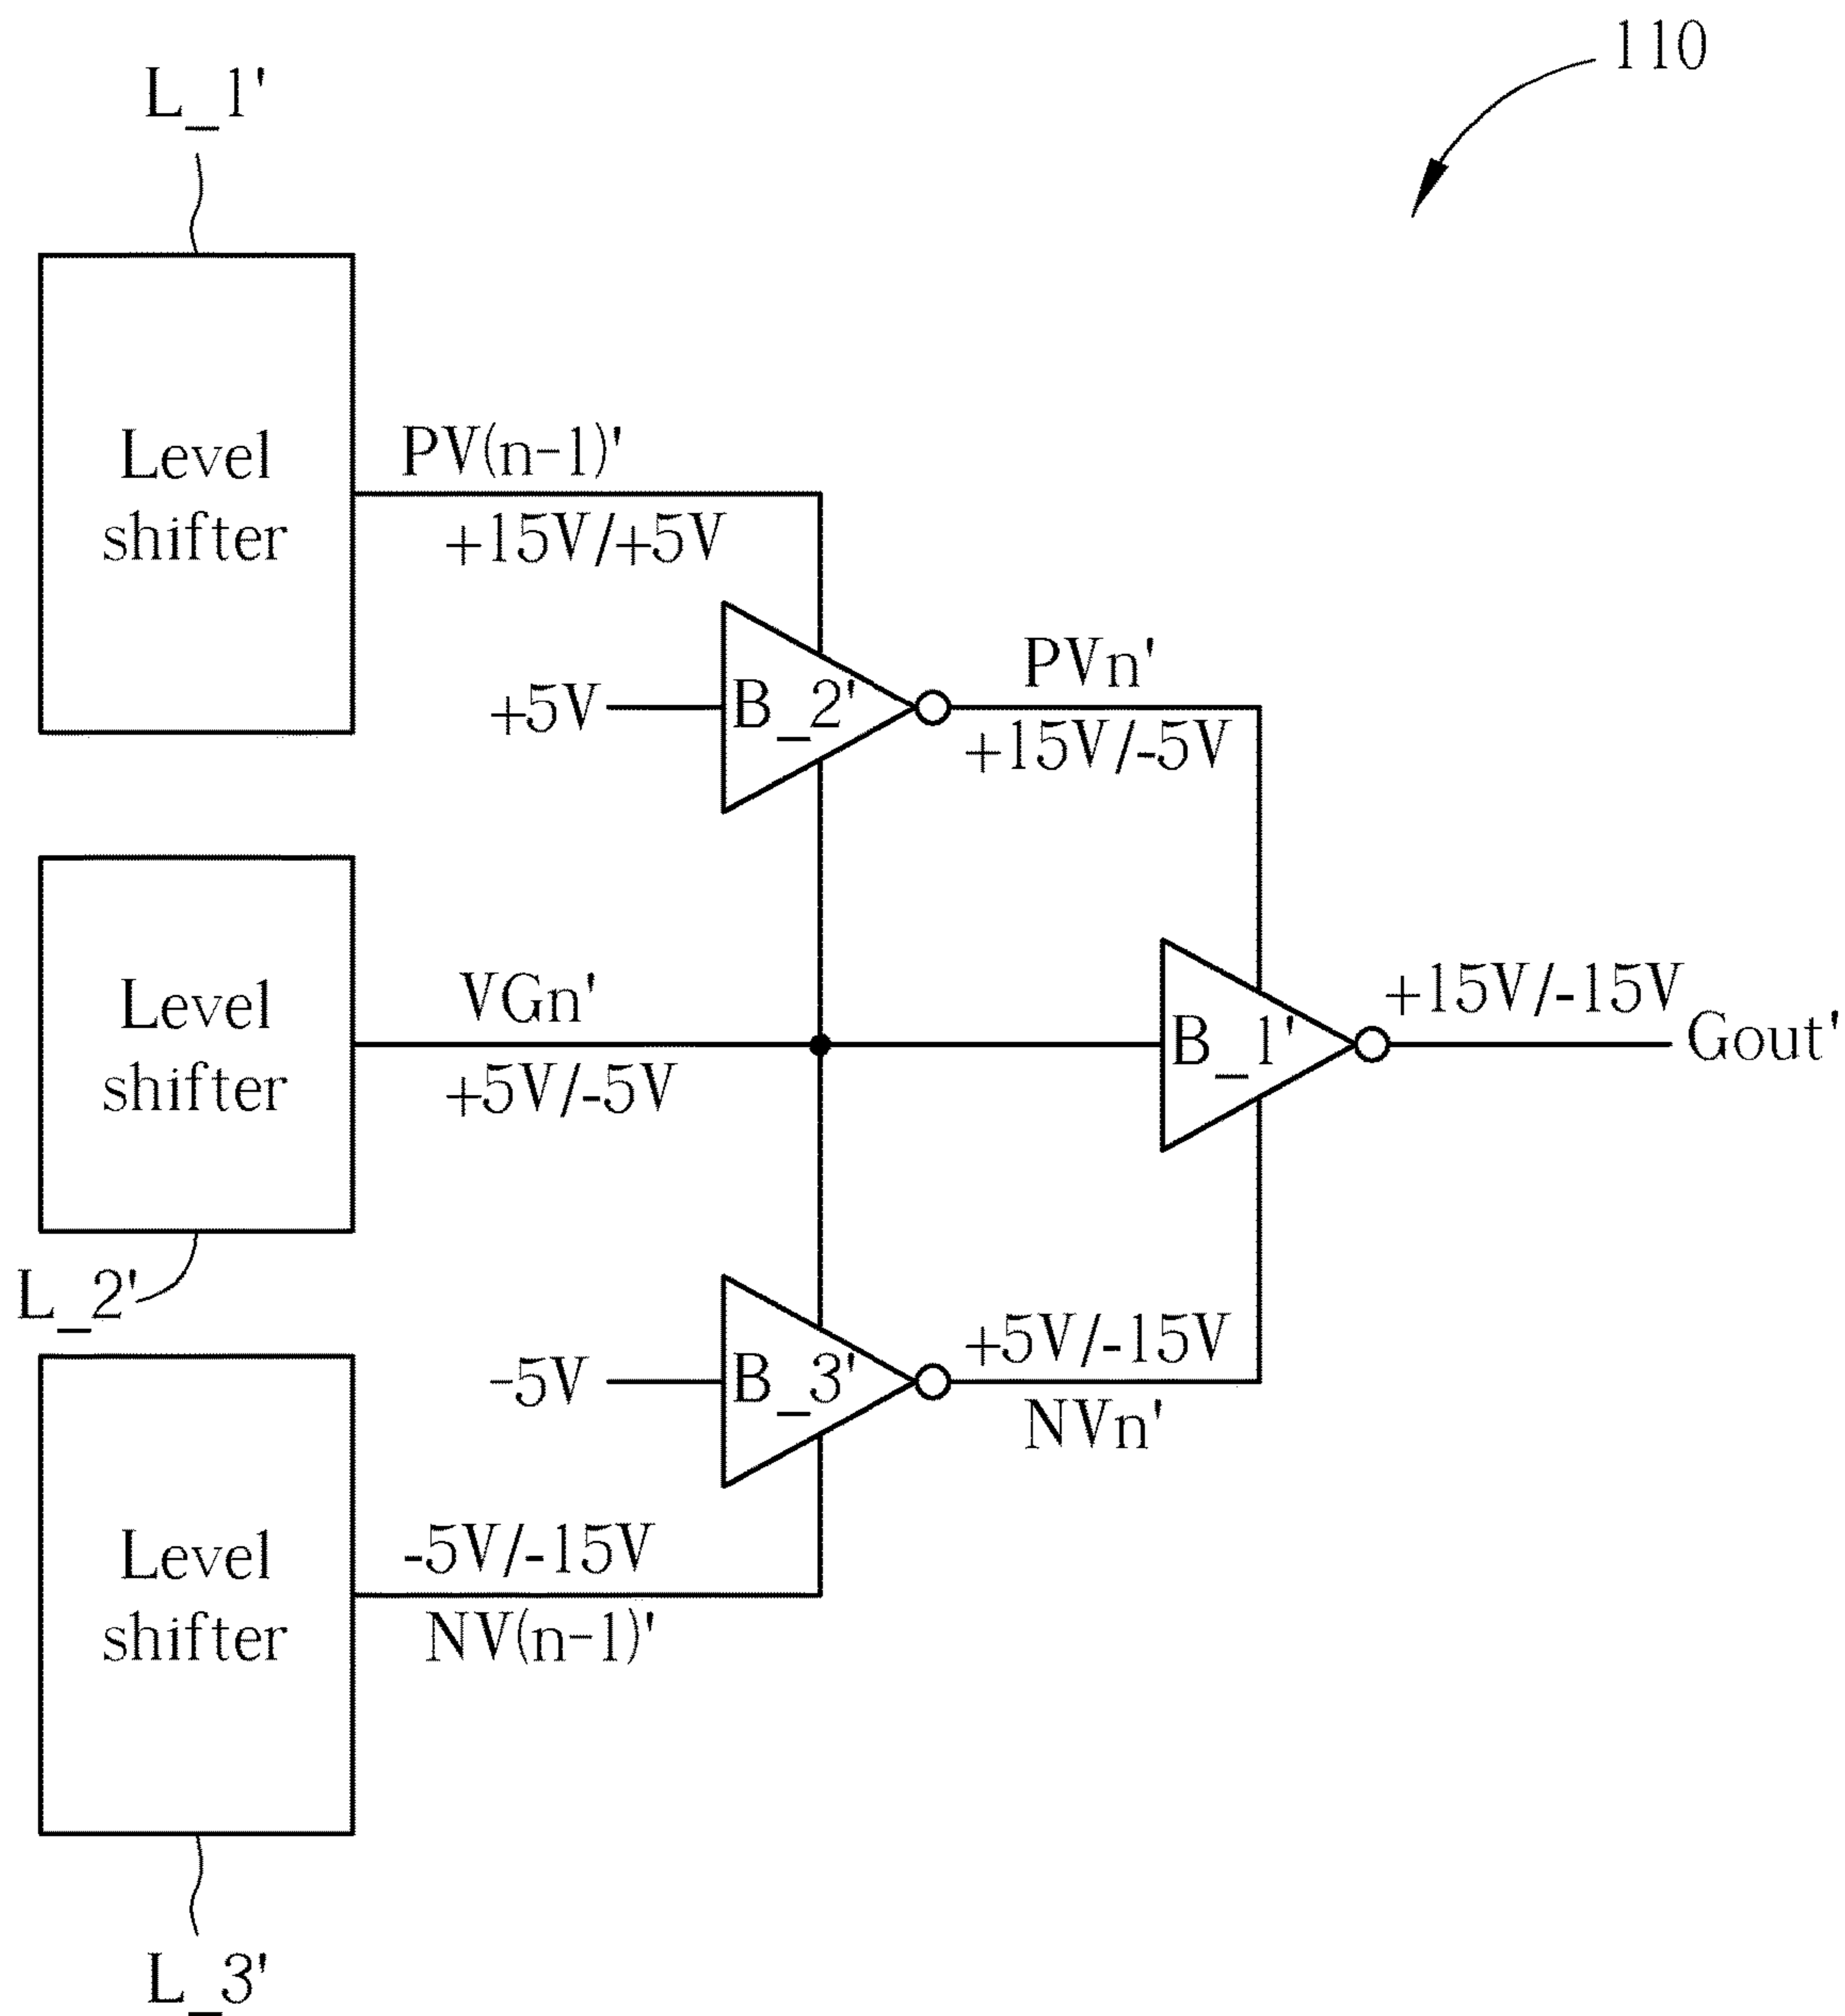 110
L_1'
Level
shifter
PV(n-1)'
+15V/+5V
+5V
B_2'
PVn'
+15V/-5V
Level
shifter
L_2'
VGn'
+5V/-5V
B_1'
+15V/-15V
Gout'
-5V
B_3'
+5V/-15V
NVn'
Level
shifter
-5V/-15V
NV(n-1)'
L_3'